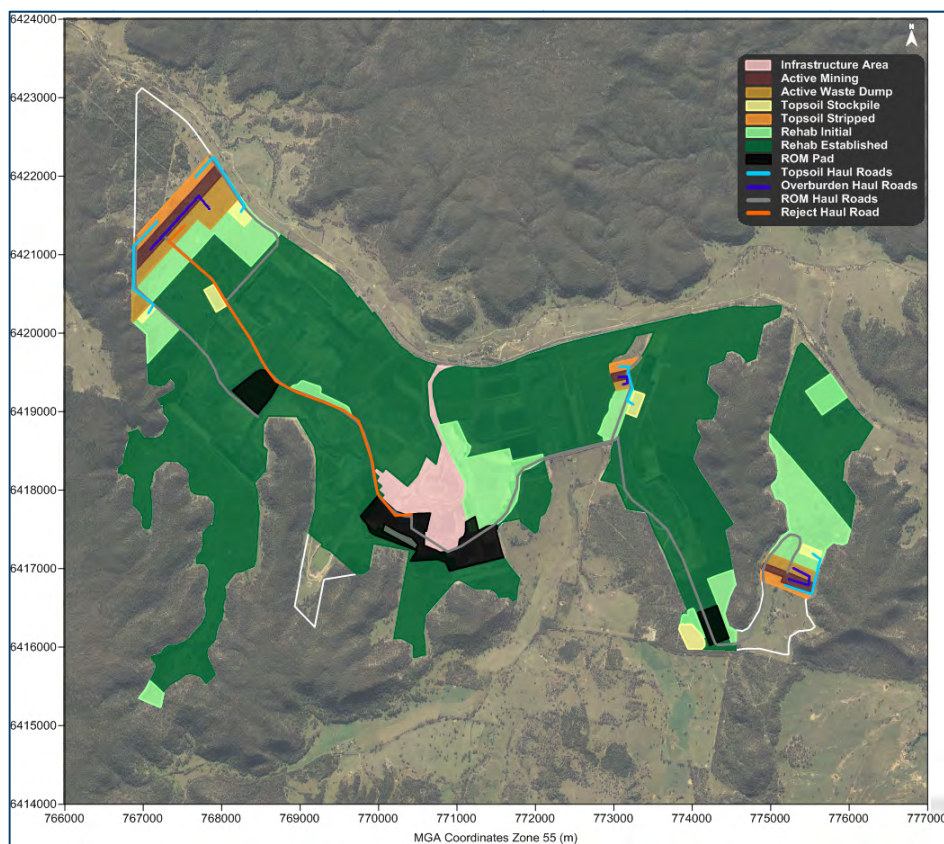 6424000
6423000
6422000
6421000
6420000
6419000
6418000
6417000
6416000
6415000
6414000
N
Infrastructure Area
Active Mining
Active Waste Dump
Topsoil Stockpile
Topsoil Stripped
Rehab Initial
Rehab Established
ROM Pad
Topsoil Haul Roads
Overburden Haul Roads
ROM Haul Roads
Reject Haul Road
766000 767000 768000 769000 770000 771000 772000 773000 774000 775000 776000 777000
MGA Coordinates Zone 55 (m)